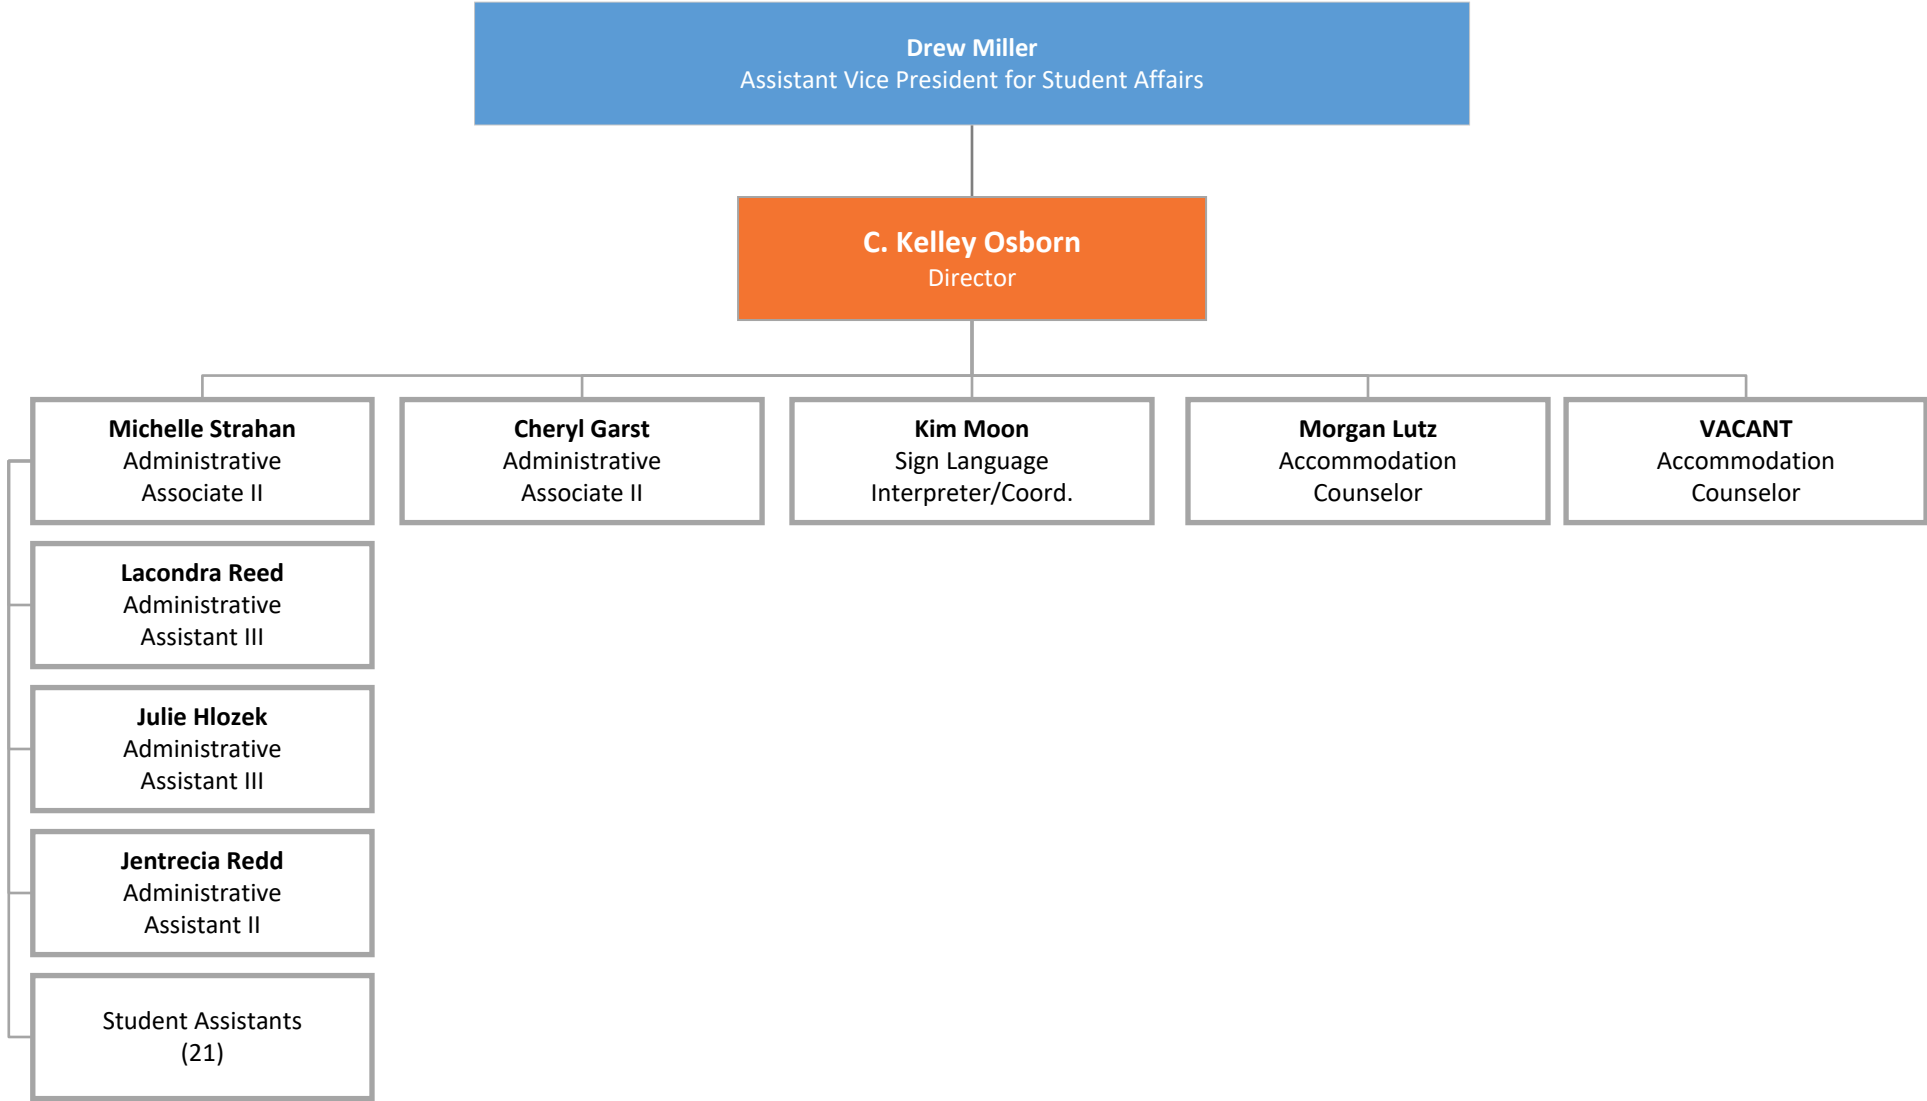 Drew Miller
Assistant Vice President for Student Affairs
C. Kelley Osborn
Director
Michelle Strahan
Administrative
Associate II
Cheryl Garst
Administrative
Associate II
Kim Moon
Sign Language
Interpreter/Coord.
Morgan Lutz
Accommodation
Counselor
VACANT
Accommodation
Counselor
Lacondra Reed
Administrative
Assistant III
Julie Hlozek
Administrative
Assistant III
Jentrecia Redd
Administrative
Assistant II
Student Assistants
(21)